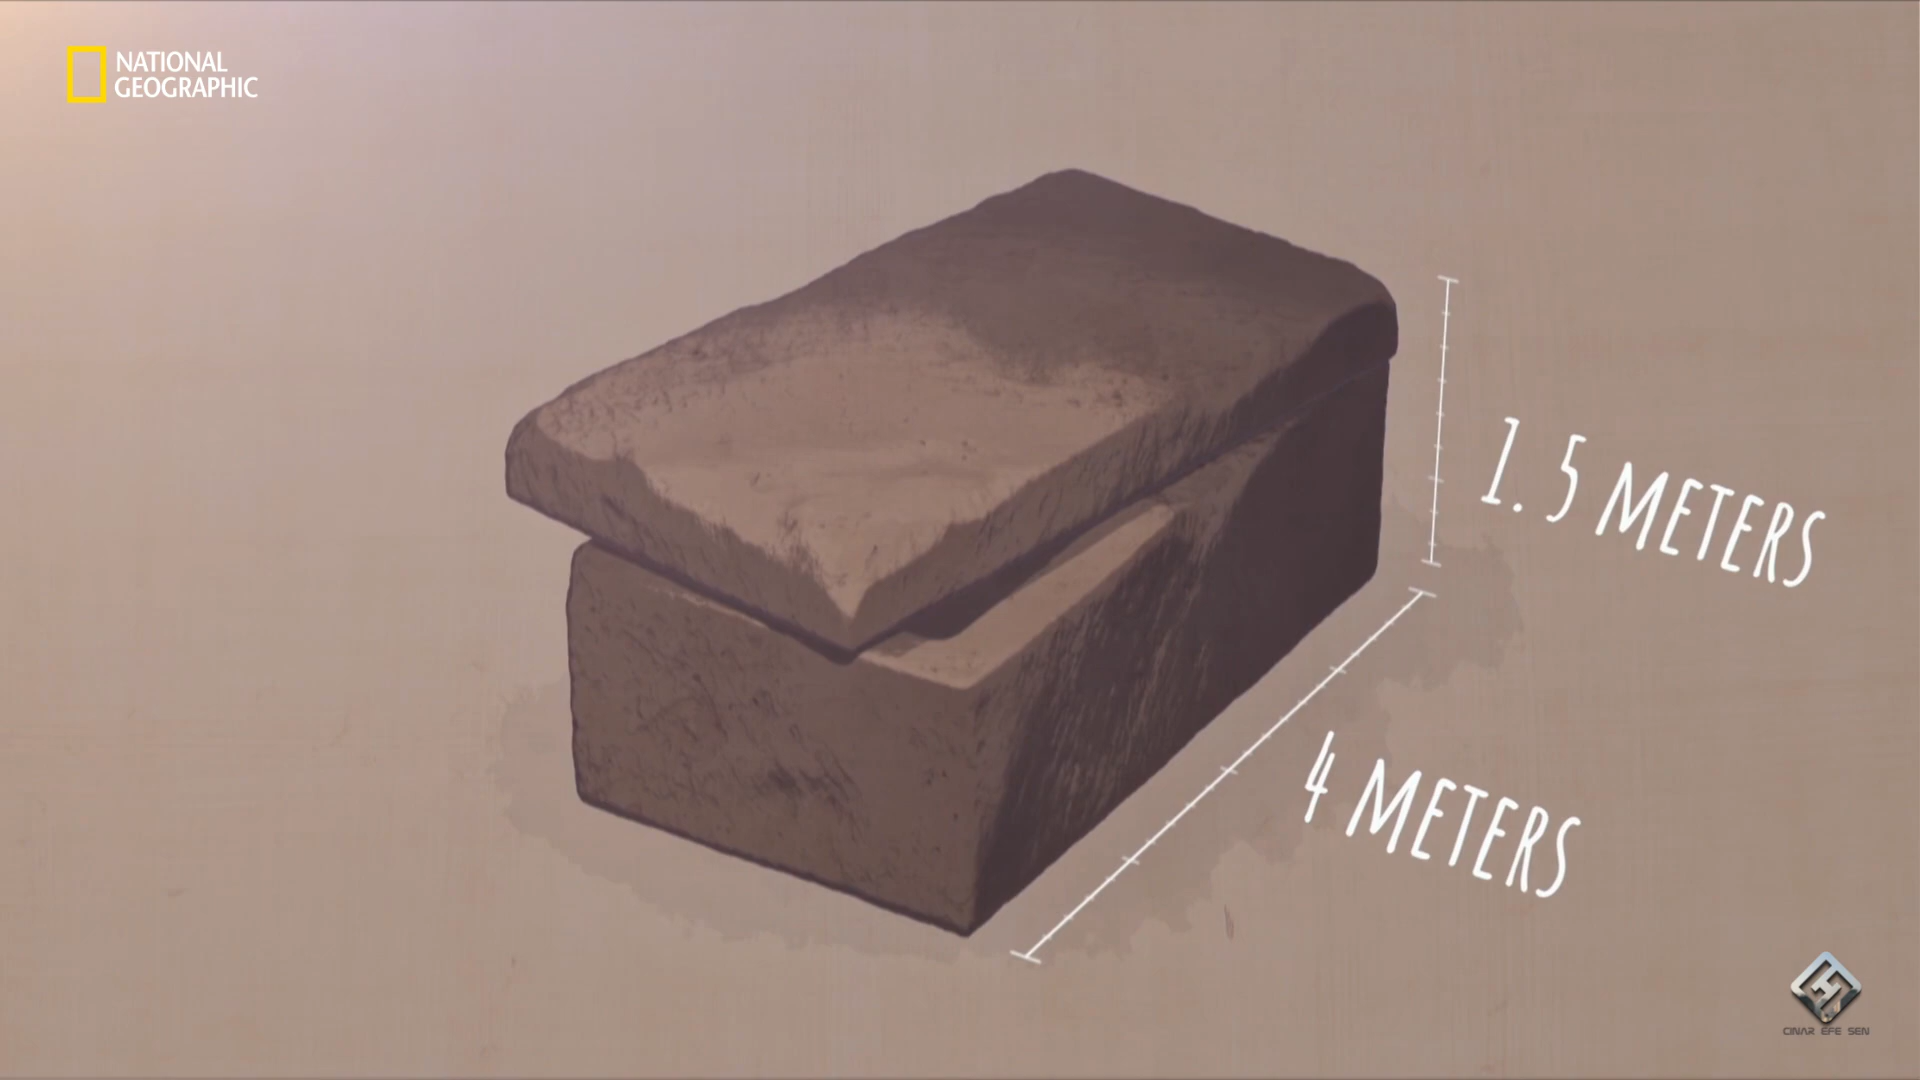 NATIONAL
GEOGRAPHIC
1.5 METERS
4 METERS
CINAR EFE SEN